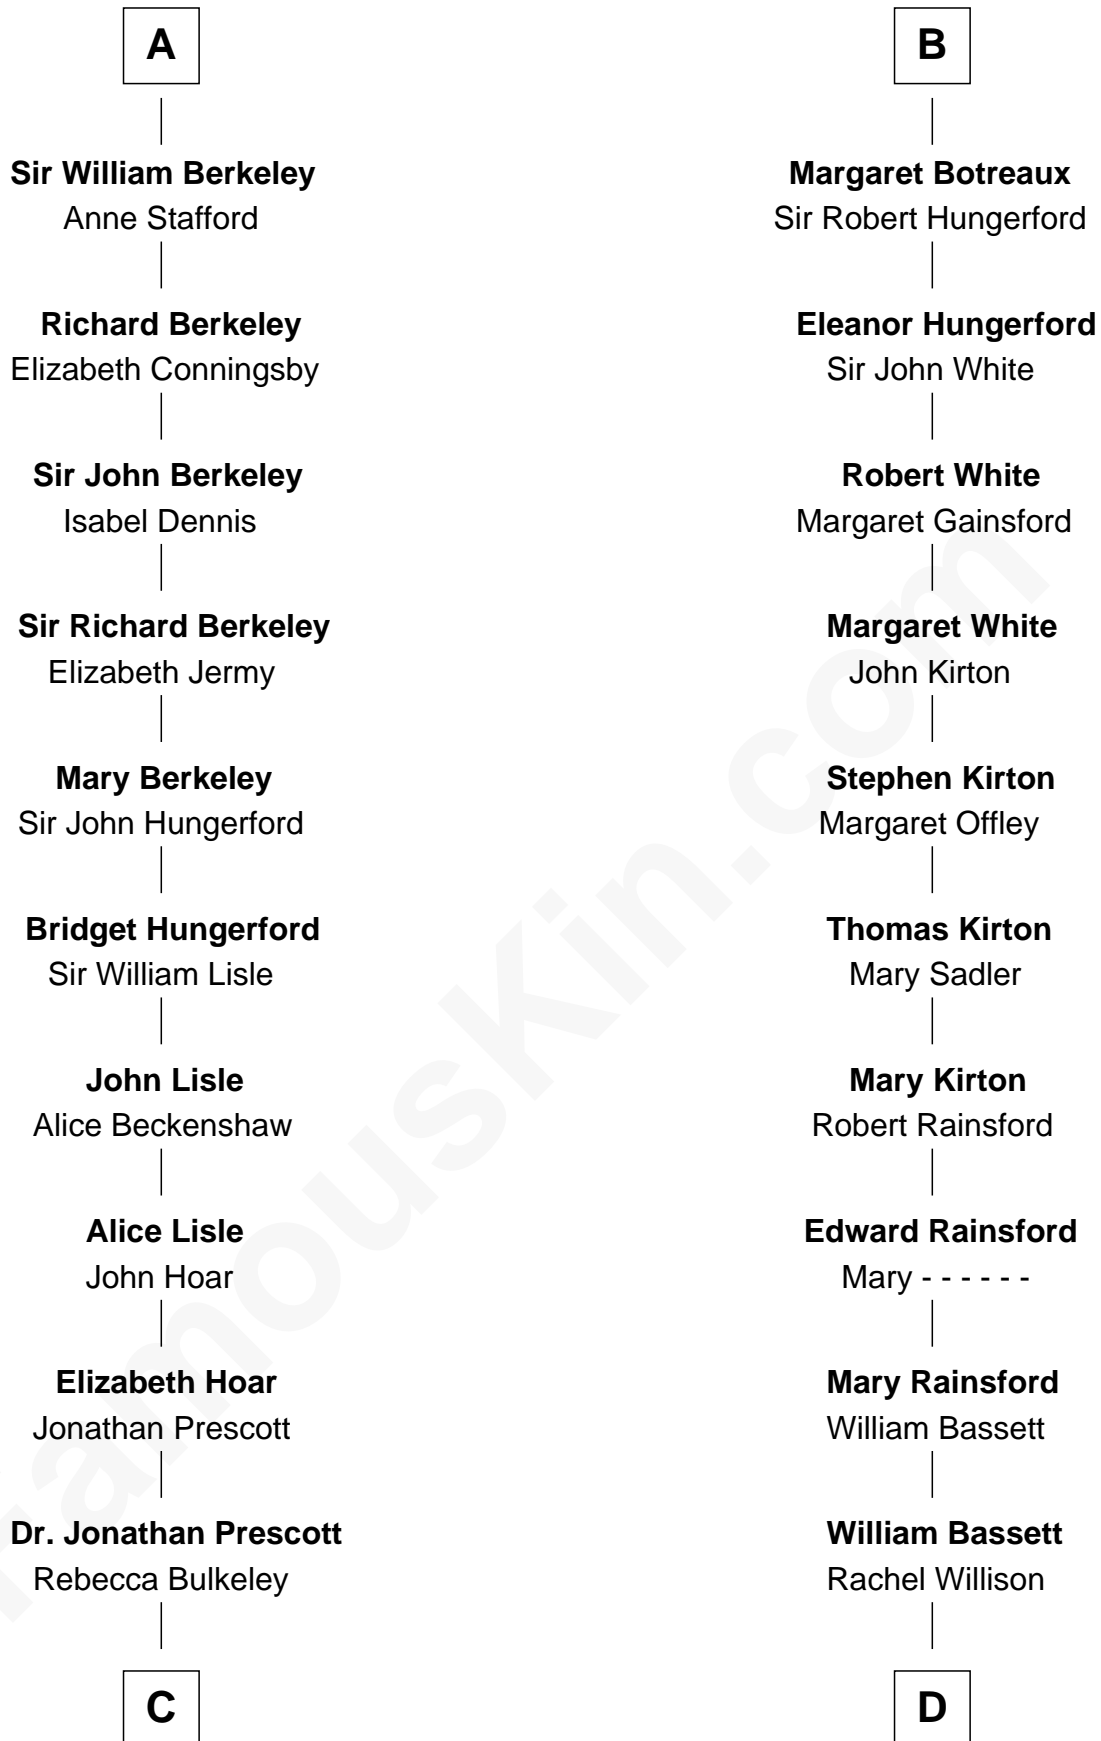 A
Sir William Berkeley
Anne Stafford
Richard Berkeley
Elizabeth Conningsby
Sir John Berkeley
Isabel Dennis
Sir Richard Berkeley
Elizabeth Jermy
Mary Berkeley
Sir John Hungerford
Bridget Hungerford
Sir William Lisle
John Lisle
Alice Beckenshaw
Alice Lisle
John Hoar
Elizabeth Hoar
Jonathan Prescott
Dr. Jonathan Prescott
Rebecca Bulkeley
C
B
Margaret Botreaux
Sir Robert Hungerford
Eleanor Hungerford
Sir John White
Robert White
Margaret Gainsford
Margaret White
John Kirton
Stephen Kirton
Margaret Offley
Thomas Kirton
Mary Sadler
Mary Kirton
Robert Rainsford
Edward Rainsford
Mary - - - - - -
Mary Rainsford
William Bassett
William Bassett
Rachel Willison
D
FamousKin.com